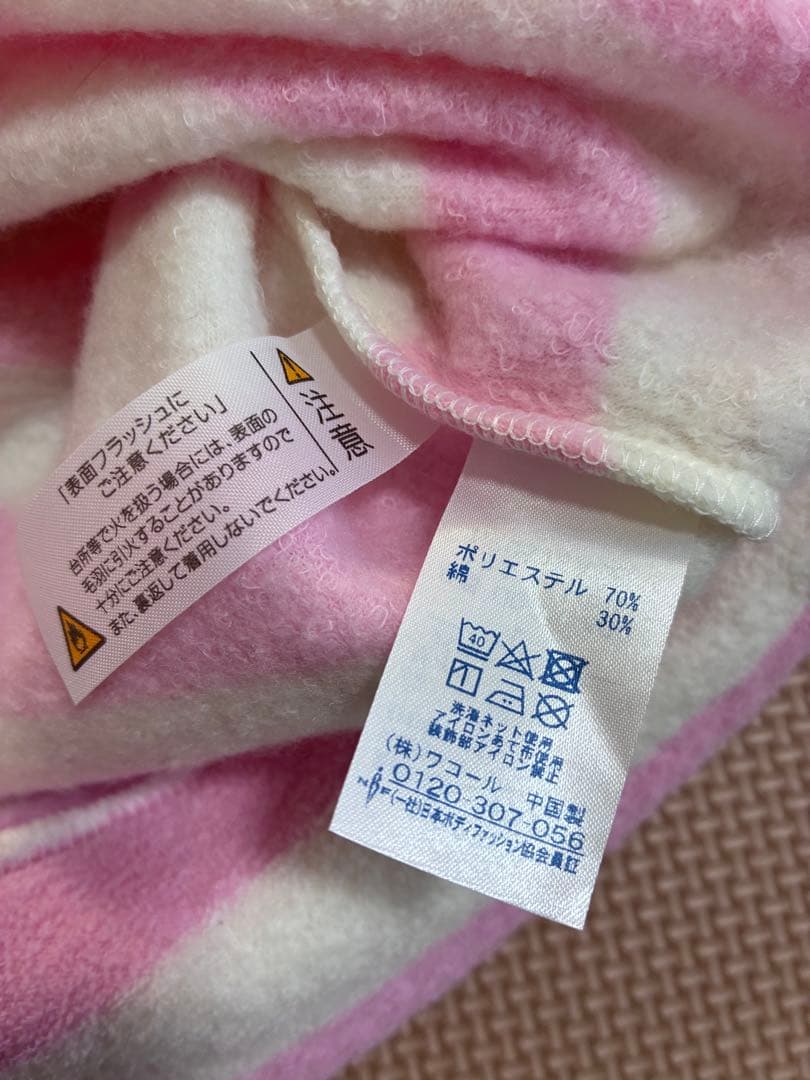 注意
「表面フラッシュに
ご注意ください」
台所等で火を扱う場合には、表面の
毛羽に引火することがありますので
十分にご注意ください。
また、裏返して着用しないでください。
ポリエステル 70%
綿 30%
40
洗濯ネット使用
アイロンあて布使用
装飾部アイロン禁止
(株)ワコール 中国製
0120-307-056
NBF(一社)日本ボディファッション協会員証